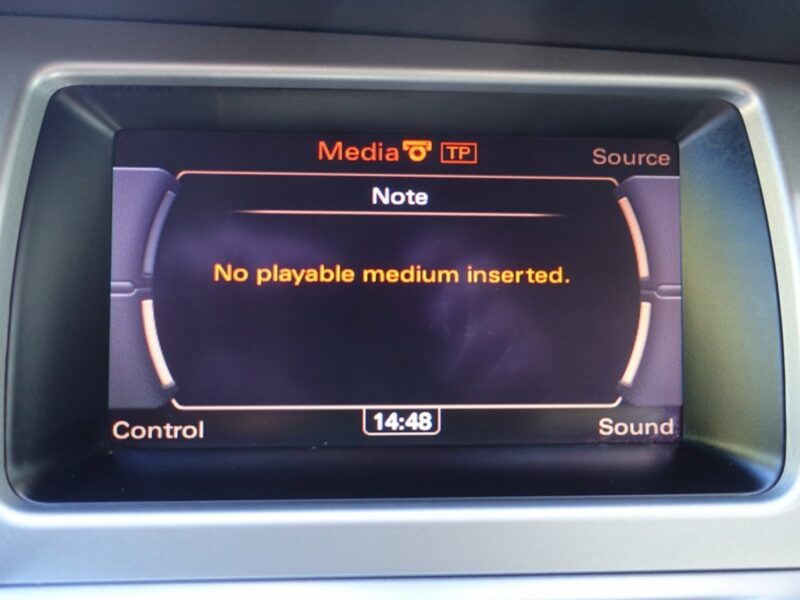 Media TP
Source
Note
No playable medium inserted.
Control
14:48
Sound